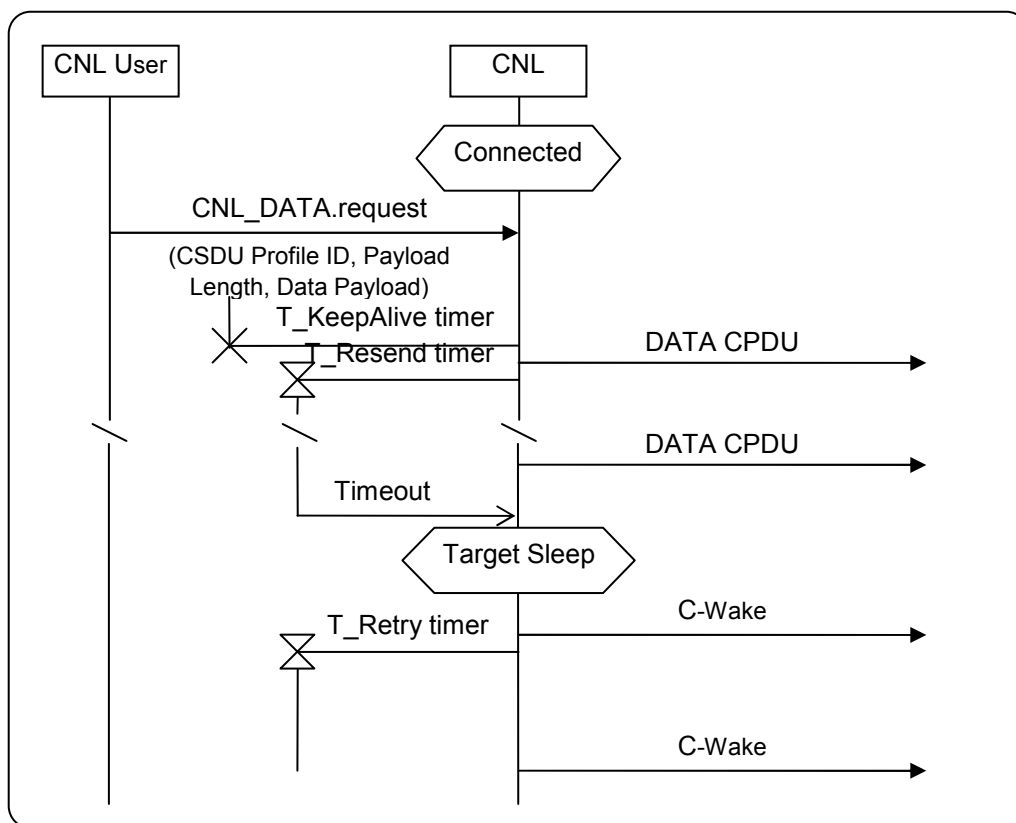 CNL User
CNL
Connected
CNL_DATA.request
(CSDU Profile ID, Payload
Length, Data Payload)
T_KeepAlive timer
DATA CPDU
T_Resend timer
DATA CPDU
Timeout
Target Sleep
C-Wake
T_Retry timer
C-Wake